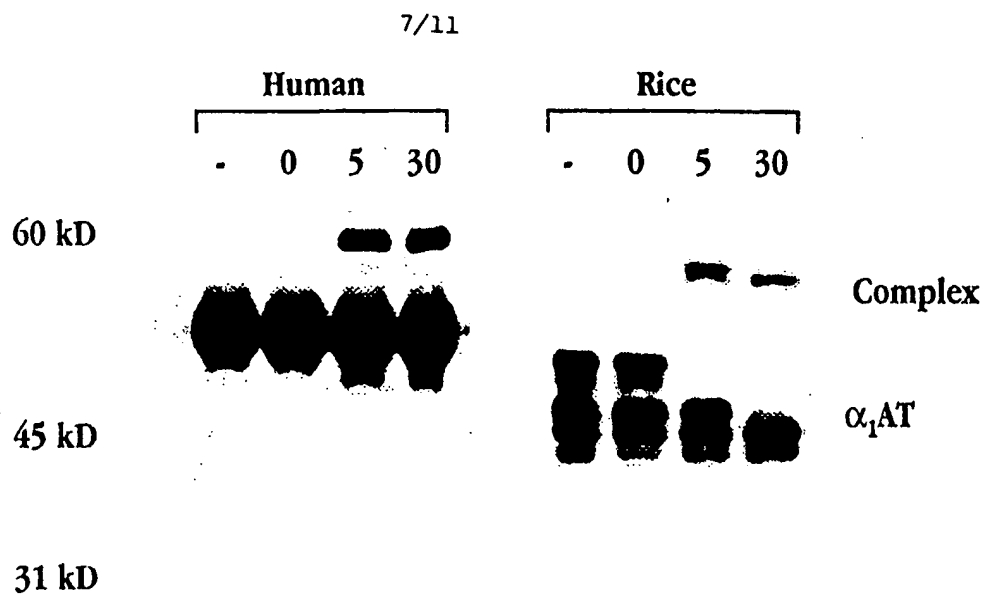 7/11
Human Rice
- 0 5 30 - 0 5 30
60 kD
Complex
45 kD α₁AT
31 kD